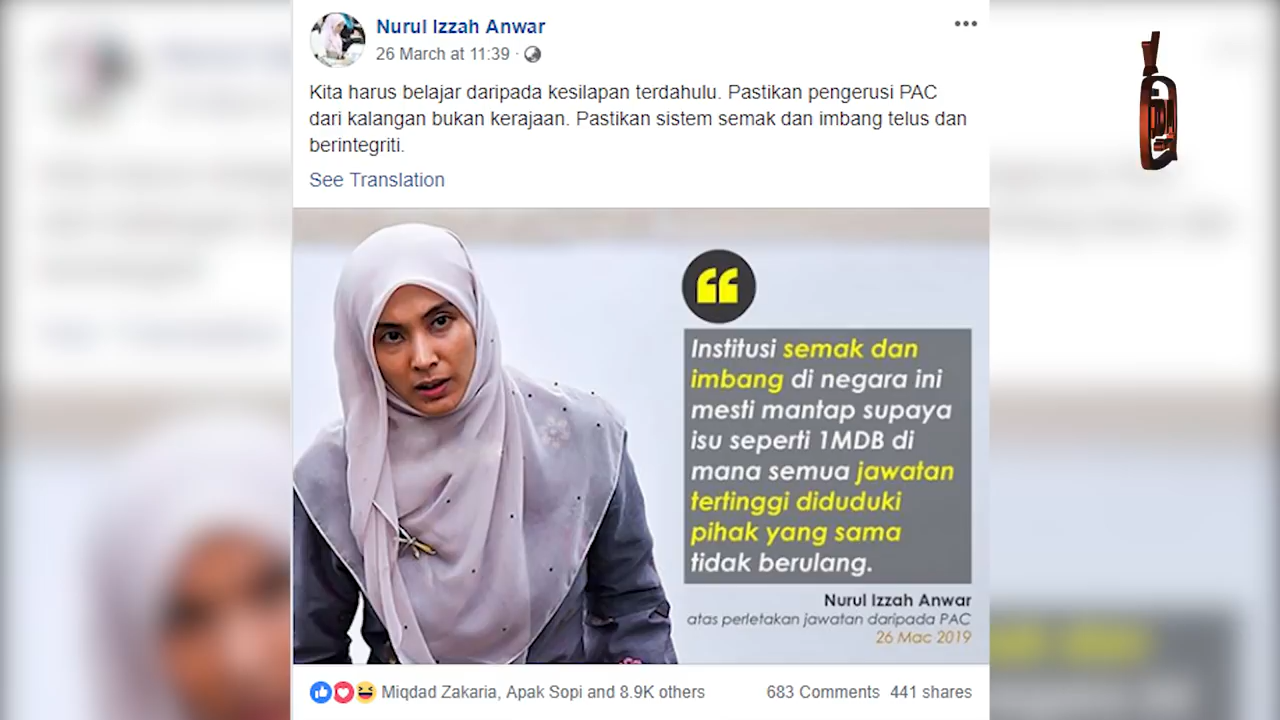 Nurul Izzah Anwar
26 March at 11:39 ·
Kita harus belajar daripada kesilapan terdahulu. Pastikan pengerusi PAC
dari kalangan bukan kerajaan. Pastikan sistem semak dan imbang telus dan
berintegriti.
See Translation
Institusi semak dan
imbang di negara ini
mesti mantap supaya
isu seperti 1MDB di
mana semua jawatan
tertinggi diduduki
pihak yang sama
tidak berulang.
Nurul Izzah Anwar
atas perletakan jawatan daripada PAC
26 Mac 2019
Miqdad Zakaria, Apak Sopi and 8.9K others
683 Comments 441 shares